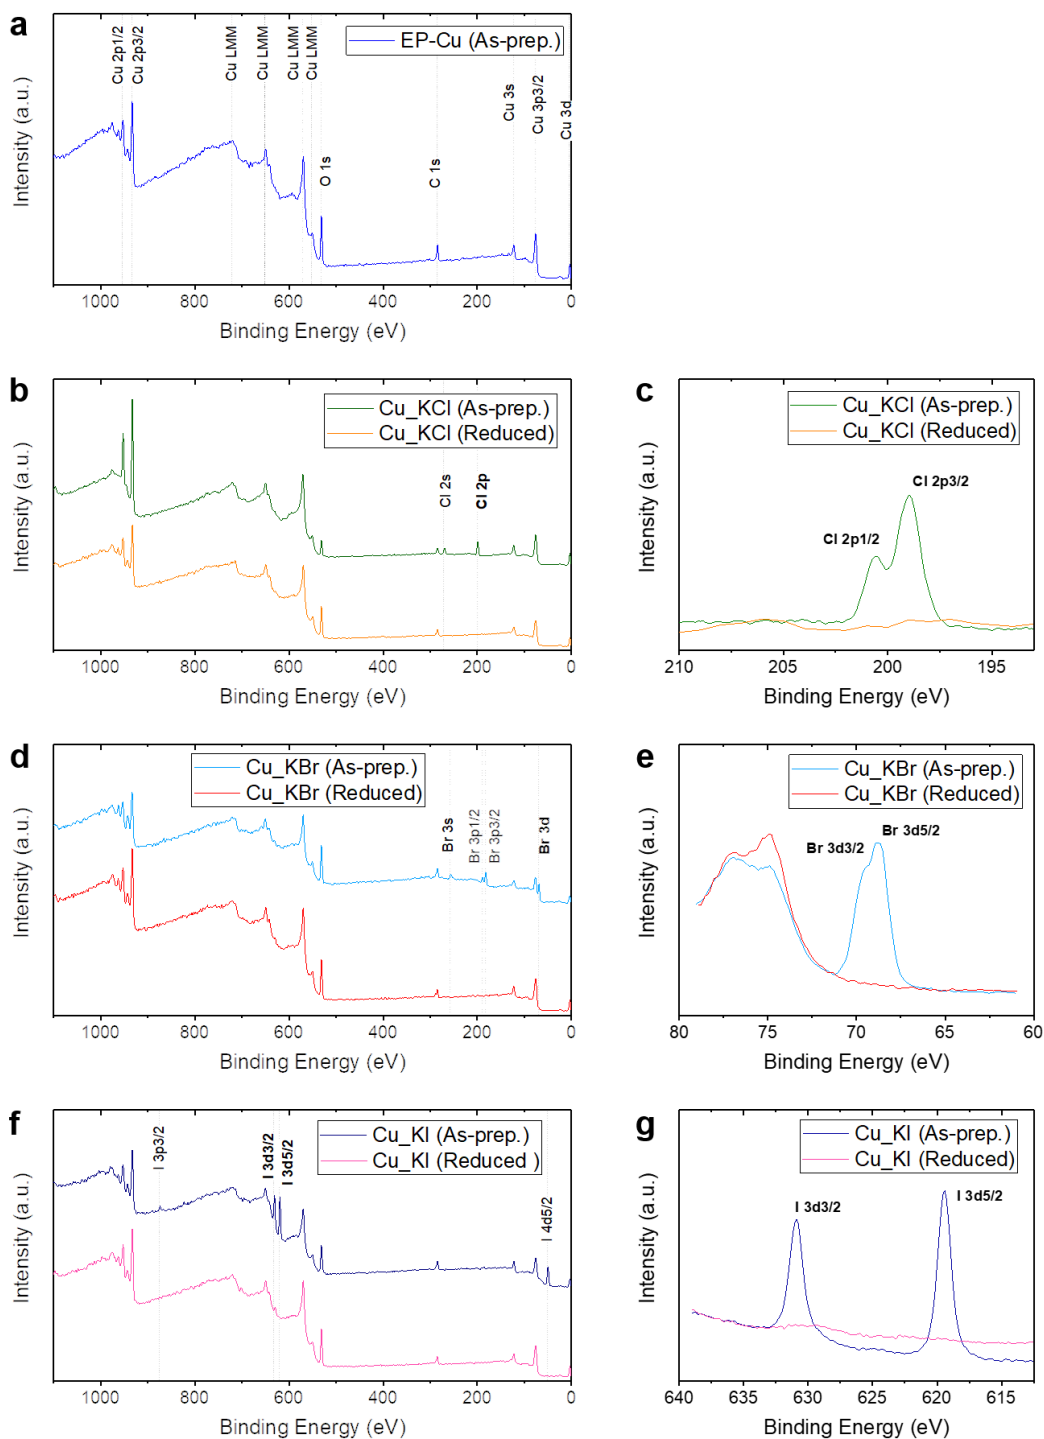 a
EP-Cu (As-prep.)
Cu 2p1/2
Cu 2p3/2
Cu LMM
Cu LMM
Cu LMM
Cu LMM
O 1s
C 1s
Cu 3s
Cu 3p3/2
Cu 3d
Intensity (a.u.)
1000 800 600 400 200 0
Binding Energy (eV)
b
Cu_KCl (As-prep.)
Cu_KCl (Reduced)
Cl 2s
Cl 2p
Intensity (a.u.)
1000 800 600 400 200 0
Binding Energy (eV)
c
Cu_KCl (As-prep.)
Cu_KCl (Reduced)
Cl 2p3/2
Cl 2p1/2
Intensity (a.u.)
210 205 200 195
Binding Energy (eV)
d
Cu_KBr (As-prep.)
Cu_KBr (Reduced)
Br 3s
Br 3p1/2
Br 3p3/2
Br 3d
Intensity (a.u.)
1000 800 600 400 200 0
Binding Energy (eV)
e
Cu_KBr (As-prep.)
Cu_KBr (Reduced)
Br 3d5/2
Br 3d3/2
Intensity (a.u.)
80 75 70 65 60
Binding Energy (eV)
f
Cu_KI (As-prep.)
Cu_KI (Reduced )
I 3p3/2
I 3d3/2
I 3d5/2
I 4d5/2
Intensity (a.u.)
1000 800 600 400 200 0
Binding Energy (eV)
g
Cu_KI (As-prep.)
Cu_KI (Reduced)
I 3d3/2
I 3d5/2
Intensity (a.u.)
640 635 630 625 620 615
Binding Energy (eV)